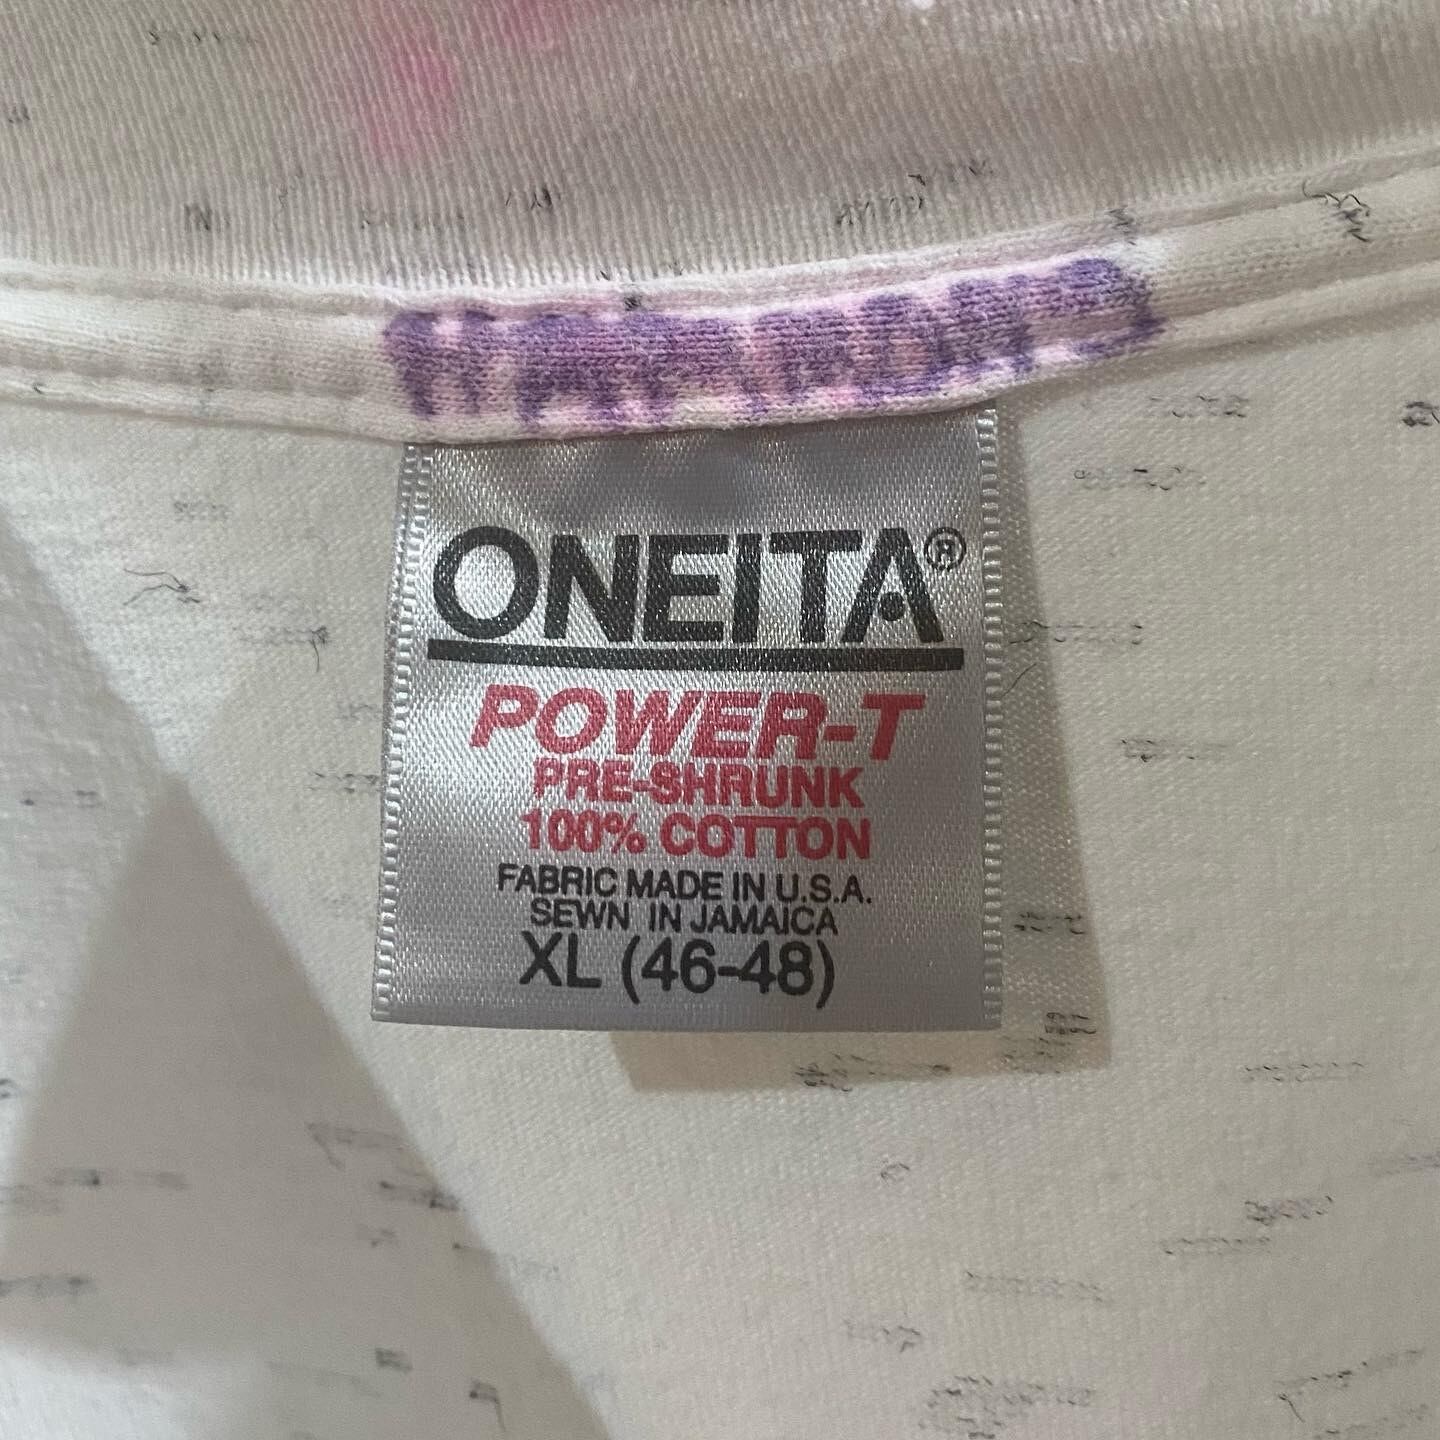 ONEITA®
POWER-T
PRE-SHRUNK
100% COTTON
FABRIC MADE IN U.S.A.
SEWN IN JAMAICA
XL (46-48)